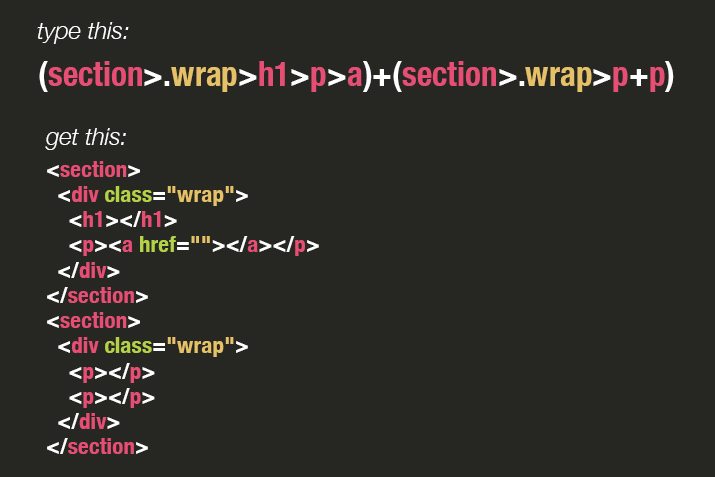 type this:
(section>.wrap>h1>p>a)+(section>.wrap>p+p)
get this:
<section>
<div class="wrap">
<h1></h1>
<p><a href=""></a></p>
</div>
</section>
<section>
<div class="wrap">
<p></p>
<p></p>
</div>
</section>